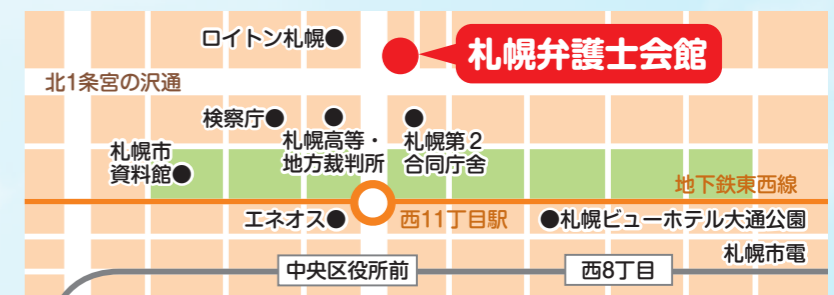 ロイトン札幌
札幌弁護士会館
北1条宮の沢通
検察庁
札幌高等・
地方裁判所
札幌第2
合同庁舎
札幌市
資料館
地下鉄東西線
エネオス
西11丁目駅
札幌ビューホテル大通公園
札幌市電
中央区役所前
西8丁目